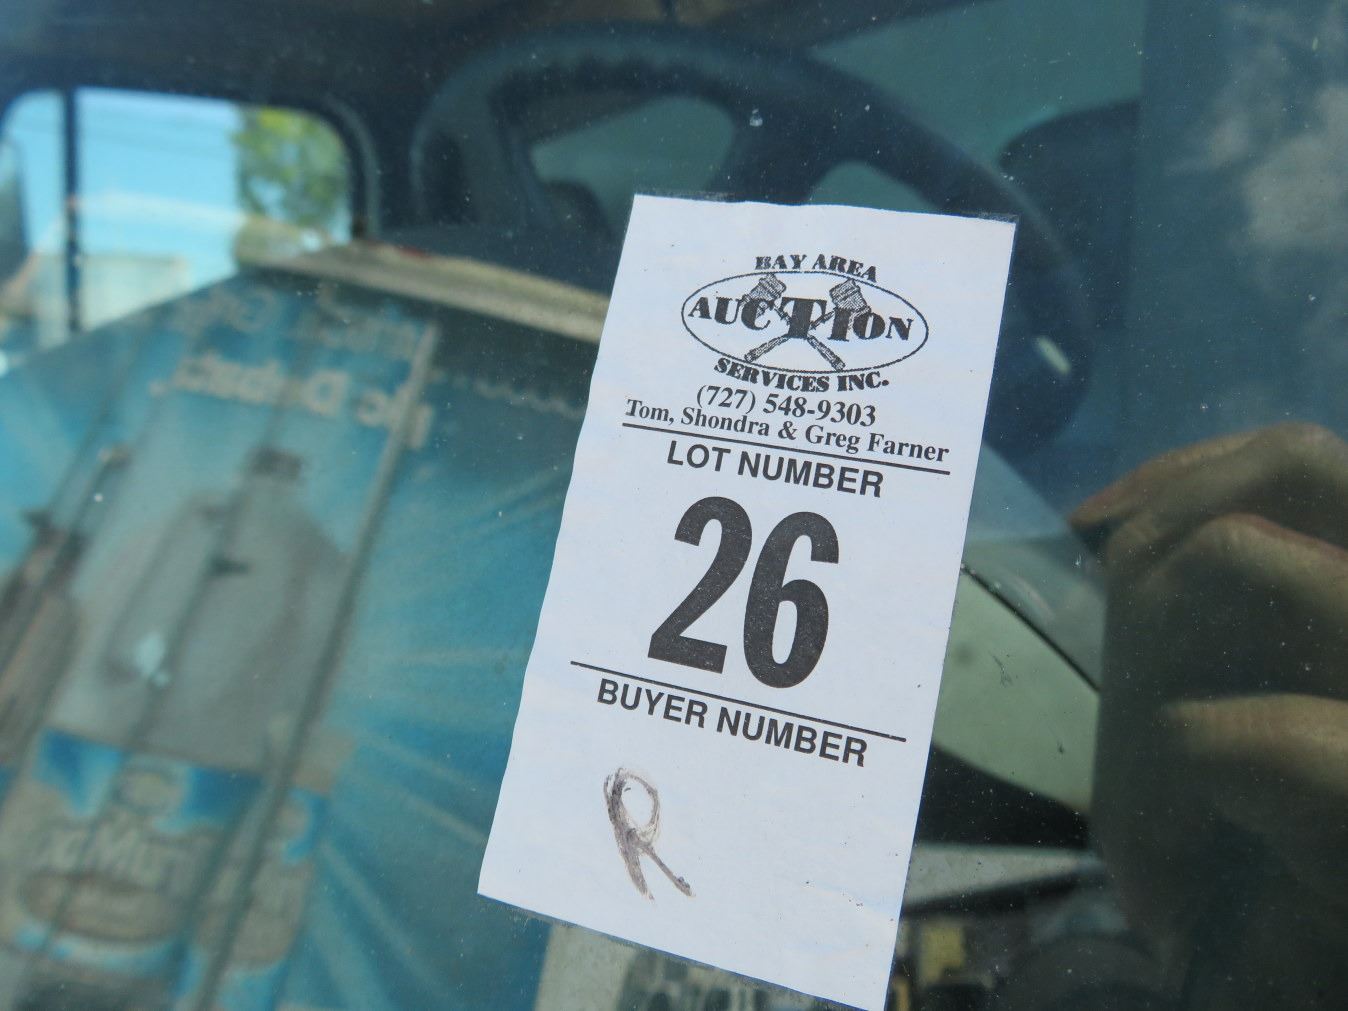 BAY AREA
AUCTION
SERVICES INC.
(727) 548-9303
Tom, Shondra & Greg Farner
LOT NUMBER
26
BUYER NUMBER
R